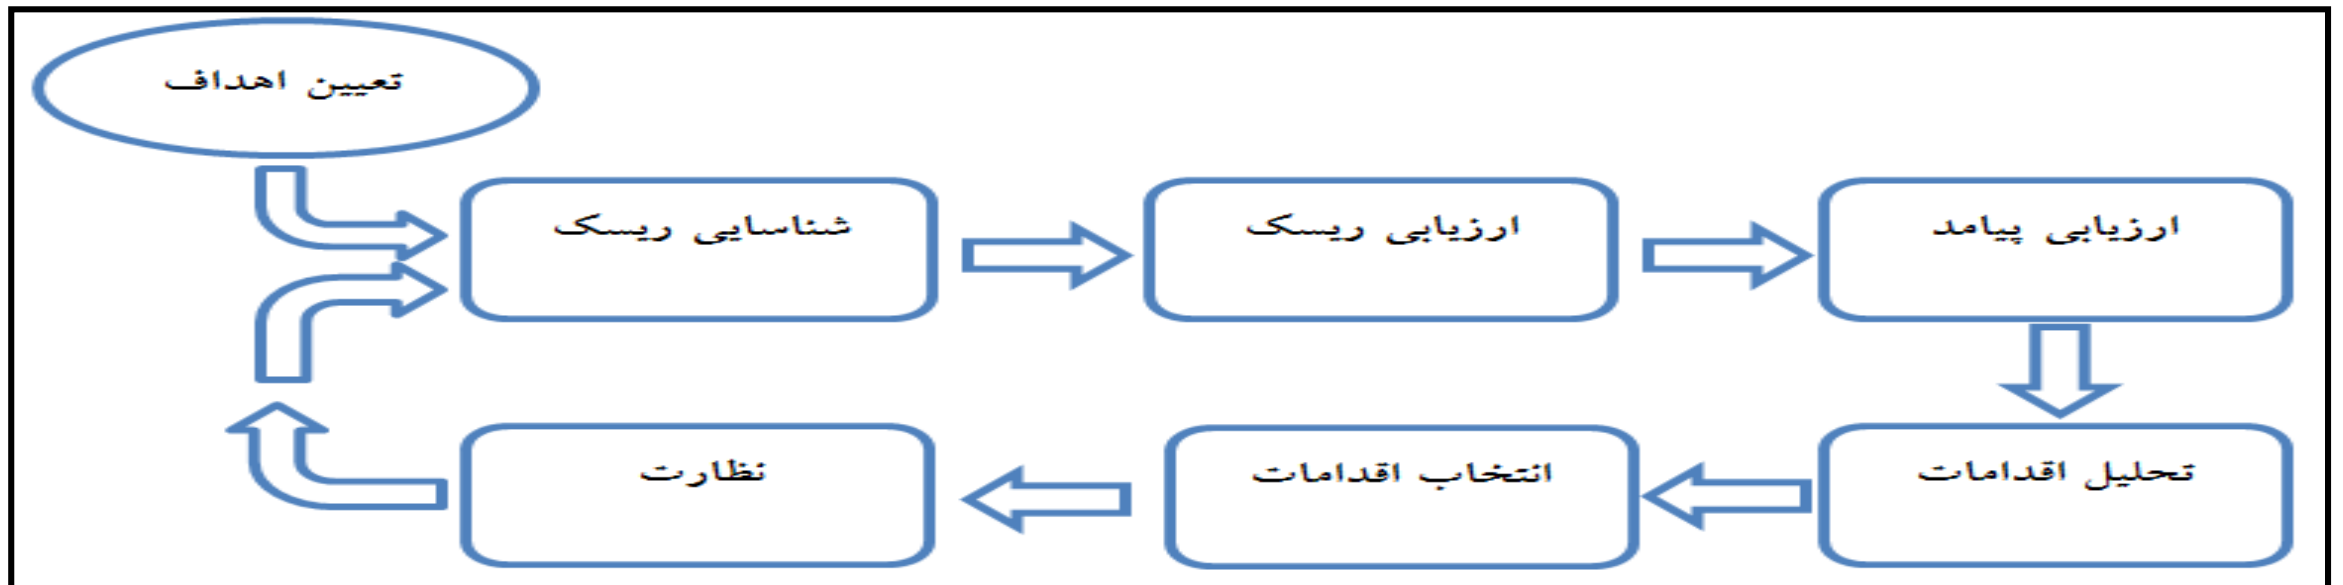 تعیین اهداف
شناسایی ریسک
ارزیابی ریسک
ارزیابی پیامد
تحلیل اقدامات
انتخاب اقدامات
نظارت